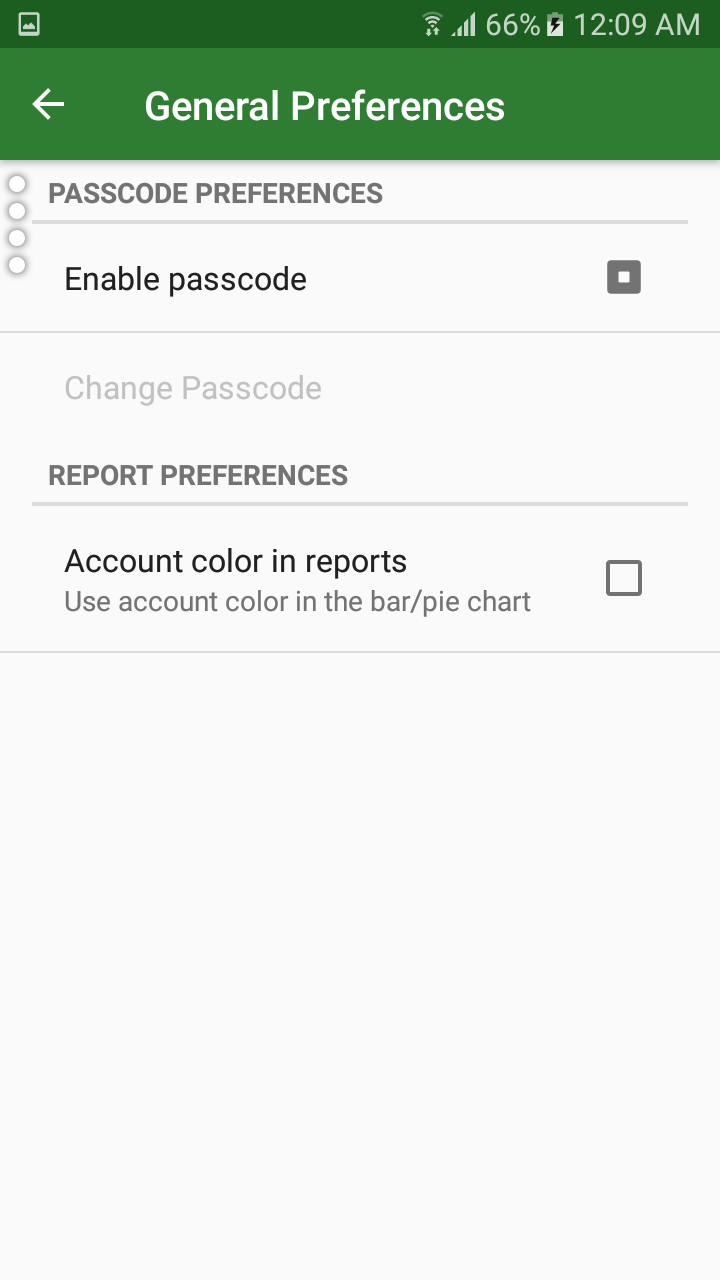 66% 12:09 AM
General Preferences
PASSCODE PREFERENCES
Enable passcode
Change Passcode
REPORT PREFERENCES
Account color in reports
Use account color in the bar/pie chart